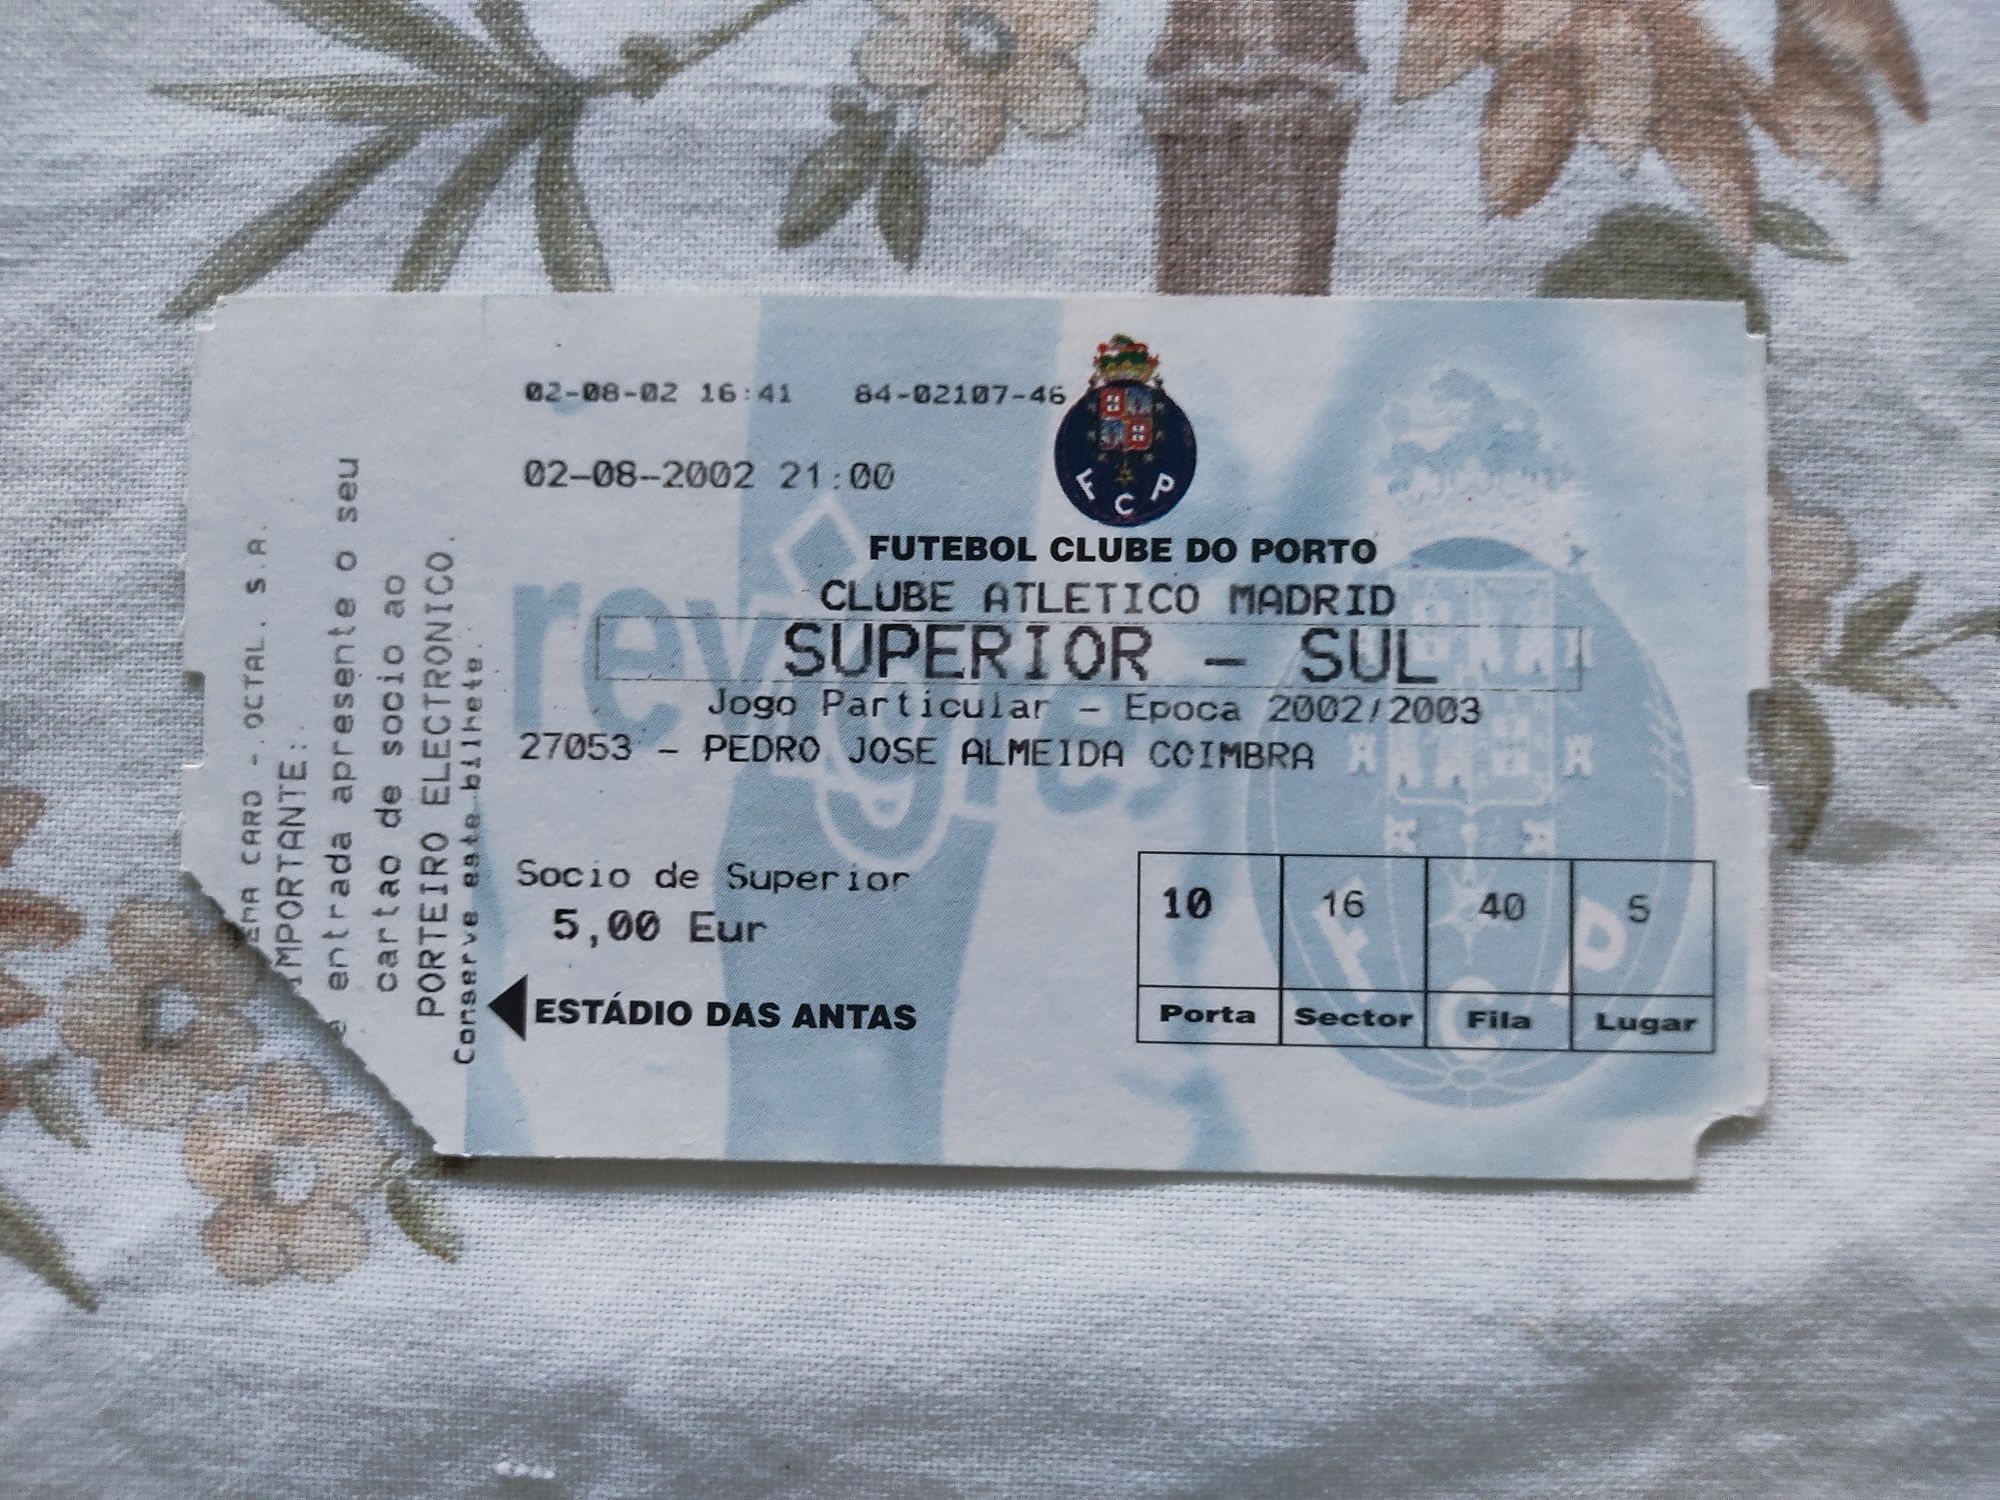 02-08-02 16:41 84-02107-46
02-08-2002 21:00
F C P
FUTEBOL CLUBE DO PORTO
CLUBE ATLETICO MADRID
SUPERIOR - SUL
Jogo Particular - Epoca 2002/2003
27053 - PEDRO JOSE ALMEIDA COIMBRA
revigrés
Socio de Superior
5,00 Eur
ESTÁDIO DAS ANTAS
10 16 40 5
Porta Sector Fila Lugar
F C P
CARD - OCTAL, S.A.
IMPORTANTE:
entrada apresente o seu
cartao de socio ao
PORTEIRO ELECTRONICO.
Conserve este bilhete.